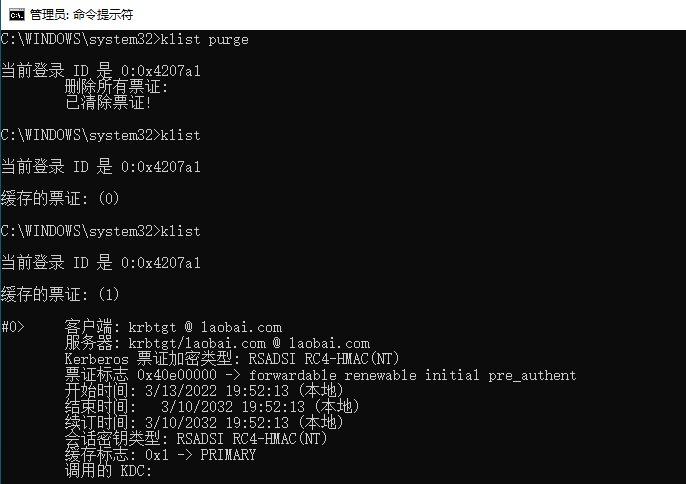 管理员: 命令提示符
C:\WINDOWS\system32>klist purge
当前登录 ID 是 0:0x4207a1
删除所有票证:
已清除票证!
C:\WINDOWS\system32>klist
当前登录 ID 是 0:0x4207a1
缓存的票证: (0)
C:\WINDOWS\system32>klist
当前登录 ID 是 0:0x4207a1
缓存的票证: (1)
#0> 客户端: krbtgt @ laobai.com
服务器: krbtgt/laobai.com @ laobai.com
Kerberos 票证加密类型: RSADSI RC4-HMAC(NT)
票证标志 0x40e00000 -> forwardable renewable initial pre_authent
开始时间: 3/13/2022 19:52:13 (本地)
结束时间: 3/10/2032 19:52:13 (本地)
续订时间: 3/10/2032 19:52:13 (本地)
会话密钥类型: RSADSI RC4-HMAC(NT)
缓存标志: 0x1 -> PRIMARY
调用的 KDC: